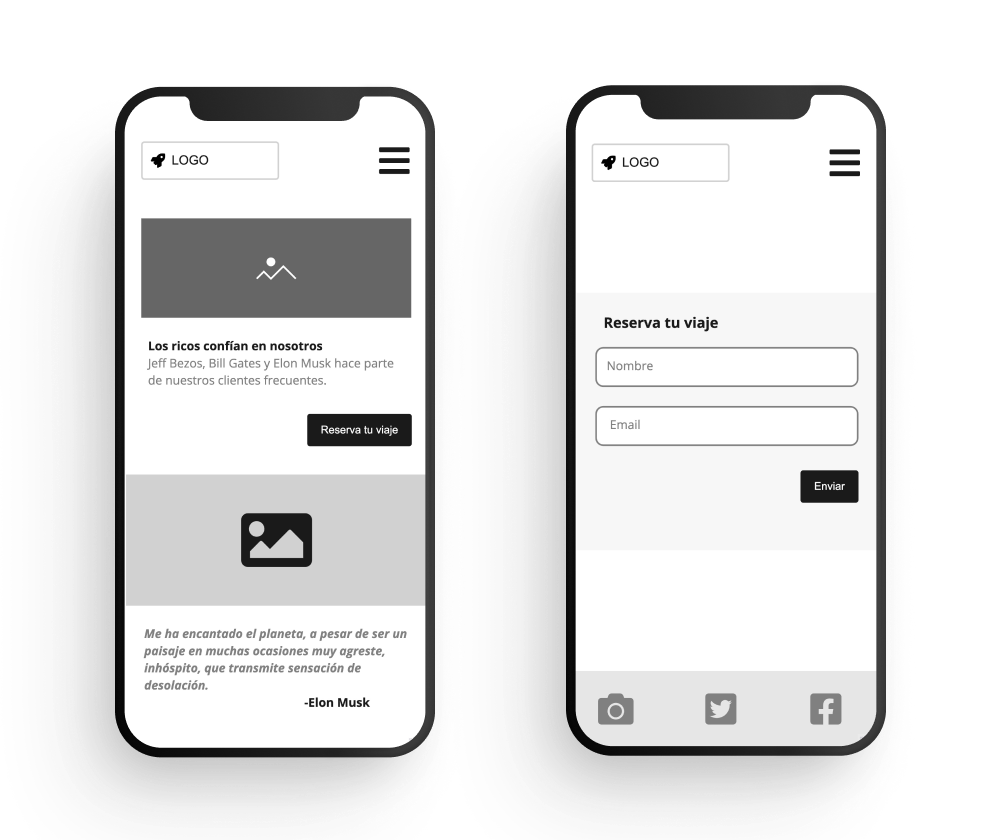 LOGO
Los ricos confían en nosotros
Jeff Bezos, Bill Gates y Elon Musk hace parte
de nuestros clientes frecuentes.
Reserva tu viaje
Me ha encantado el planeta, a pesar de ser un
paisaje en muchas ocasiones muy agreste,
inhóspito, que transmite sensación de
desolación.
-Elon Musk
LOGO
Reserva tu viaje
Nombre
Email
Enviar